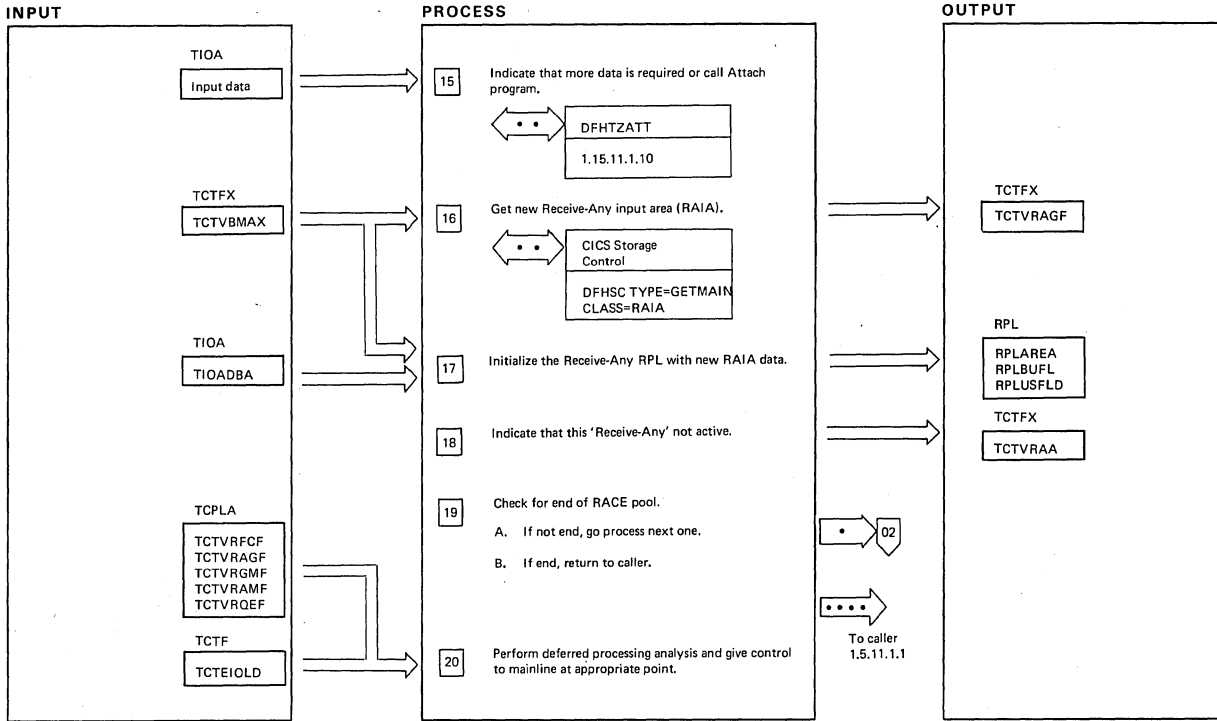 INPUT
PROCESS
OUTPUT
TIOA
Input data
15
Indicate that more data is required or call Attach
program.
DFHTZATT
1.15.11.1.10
TCTFX
TCTVBMAX
16
Get new Receive-Any input area (RAIA).
CICS Storage
Control
DFHSC TYPE=GETMAIN
CLASS=RAIA
TCTFX
TCTVRAGF
TIOA
TIOADBA
17
Initialize the Receive-Any RPL with new RAIA data.
RPL
RPLAREA
RPLBUFL
RPLUSFLD
18
Indicate that this 'Receive-Any' not active.
TCTFX
TCTVRAA
TCPLA
TCTVRFCF
TCTVRAGF
TCTVRGMF
TCTVRAMF
TCTVRQEF
19
Check for end of RACE pool.
A. If not end, go process next one.
02
B. If end, return to caller.
To caller
1.5.11.1.1
TCTF
TCTEIOLD
20
Perform deferred processing analysis and give control
to mainline at appropriate point.